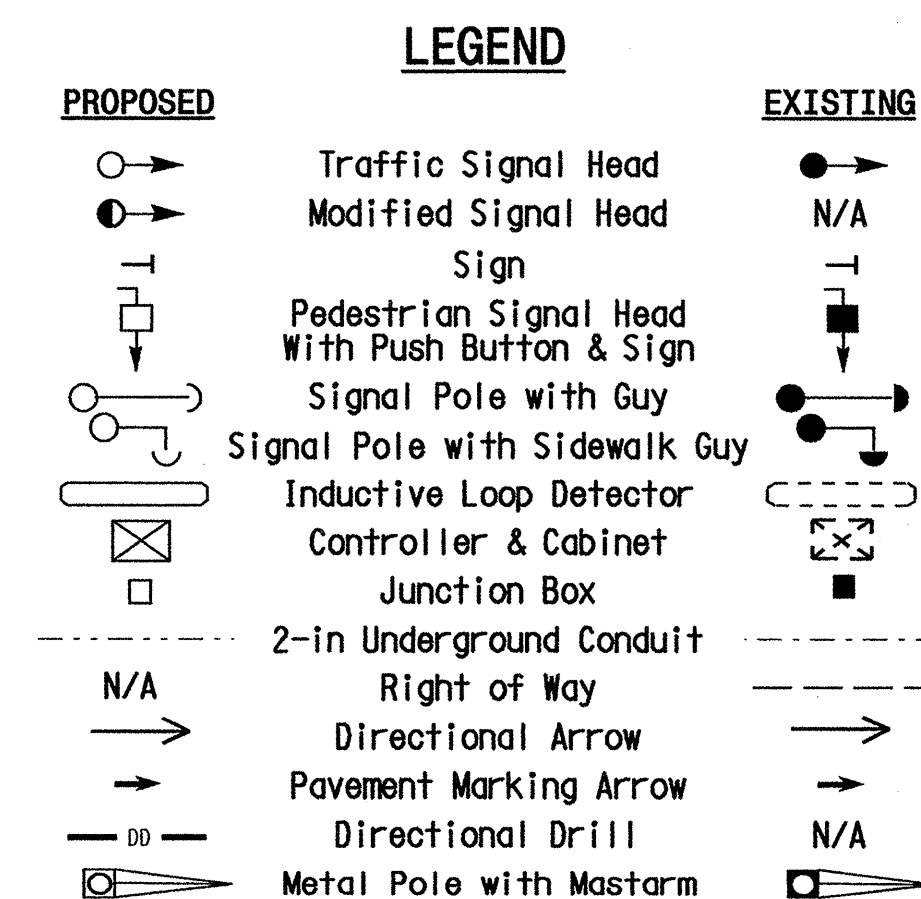 LEGEND
PROPOSED EXISTING
Traffic Signal Head
Modified Signal Head N/A
Sign
Pedestrian Signal Head
With Push Button & Sign
Signal Pole with Guy
Signal Pole with Sidewalk Guy
Inductive Loop Detector
Controller & Cabinet
Junction Box
2-in Underground Conduit
N/A Right of Way
Directional Arrow
Pavement Marking Arrow
DD Directional Drill N/A
Metal Pole with Mastarm